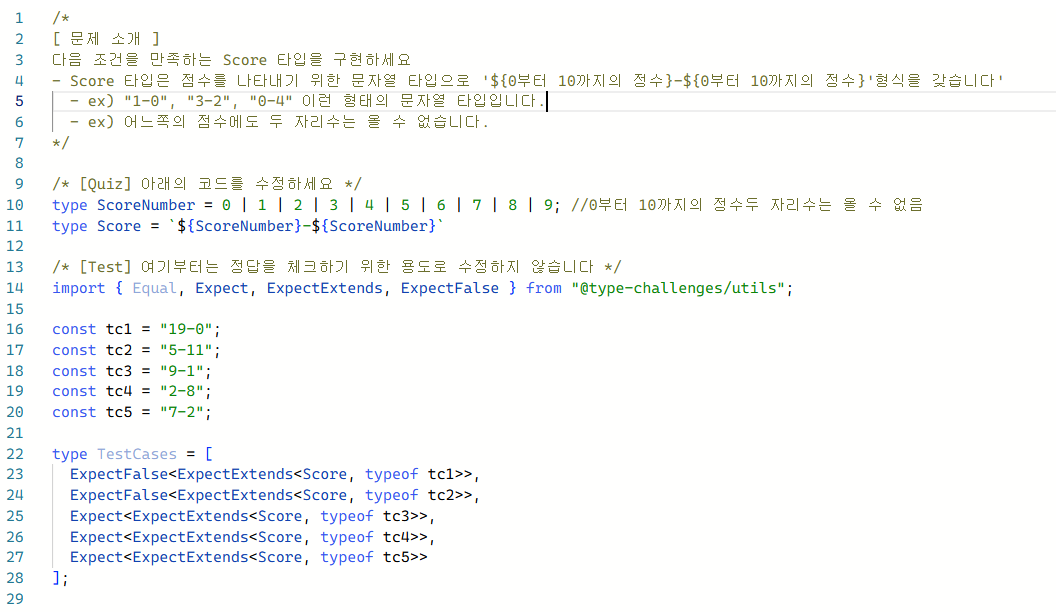 1 /*
2 [ 문제 소개 ]
3 다음 조건을 만족하는 Score 타입을 구현하세요
4 - Score 타입은 점수를 나타내기 위한 문자열 타입으로 '${0부터 10까지의 정수}-${0부터 10까지의 정수}'형식을 갖습니다'
5 - ex) "1-0", "3-2", "0-4" 이런 형태의 문자열 타입입니다.
6 - ex) 어느쪽의 점수에도 두 자리수는 올 수 없습니다.
7 */
8
9 /* [Quiz] 아래의 코드를 수정하세요 */
10 type ScoreNumber = 0 | 1 | 2 | 3 | 4 | 5 | 6 | 7 | 8 | 9; //0부터 10까지의 정수두 자리수는 올 수 없음
11 type Score = `${ScoreNumber}-${ScoreNumber}`
12
13 /* [Test] 여기부터는 정답을 체크하기 위한 용도로 수정하지 않습니다 */
14 import { Equal, Expect, ExpectExtends, ExpectFalse } from "@type-challenges/utils";
15
16 const tc1 = "19-0";
17 const tc2 = "5-11";
18 const tc3 = "9-1";
19 const tc4 = "2-8";
20 const tc5 = "7-2";
21
22 type TestCases = [
23 ExpectFalse<ExpectExtends<Score, typeof tc1>>,
24 ExpectFalse<ExpectExtends<Score, typeof tc2>>,
25 Expect<ExpectExtends<Score, typeof tc3>>,
26 Expect<ExpectExtends<Score, typeof tc4>>,
27 Expect<ExpectExtends<Score, typeof tc5>>
28 ];
29